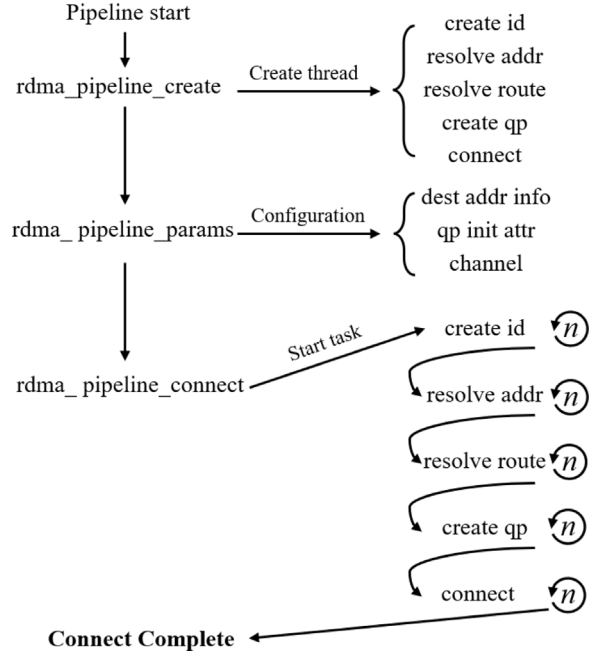 Pipeline start
rdma_pipeline_create
Create thread
create id
resolve addr
resolve route
create qp
connect
rdma_ pipeline_params
Configuration
dest addr info
qp init attr
channel
rdma_ pipeline_connect
Start task
create id n
resolve addr n
resolve route n
create qp n
connect n
Connect Complete